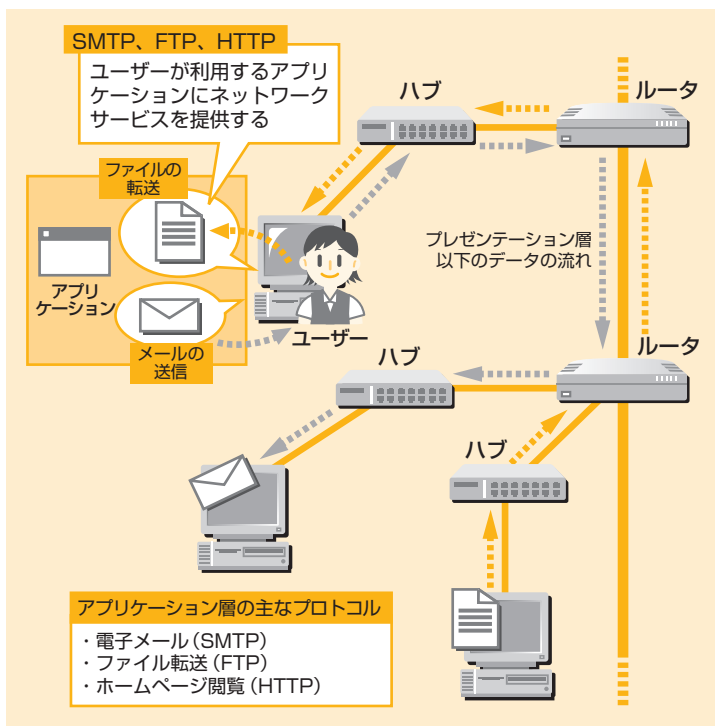 SMTP、FTP、HTTP
ユーザーが利用するアプリ
ケーションにネットワーク
サービスを提供する
ハブ
ルータ
ファイルの
転送
アプリ
ケーション
メールの
送信
ユーザー
プレゼンテーション層
以下のデータの流れ
ハブ
ルータ
ハブ
アプリケーション層の主なプロトコル
・電子メール(SMTP)
・ファイル転送(FTP)
・ホームページ閲覧(HTTP)